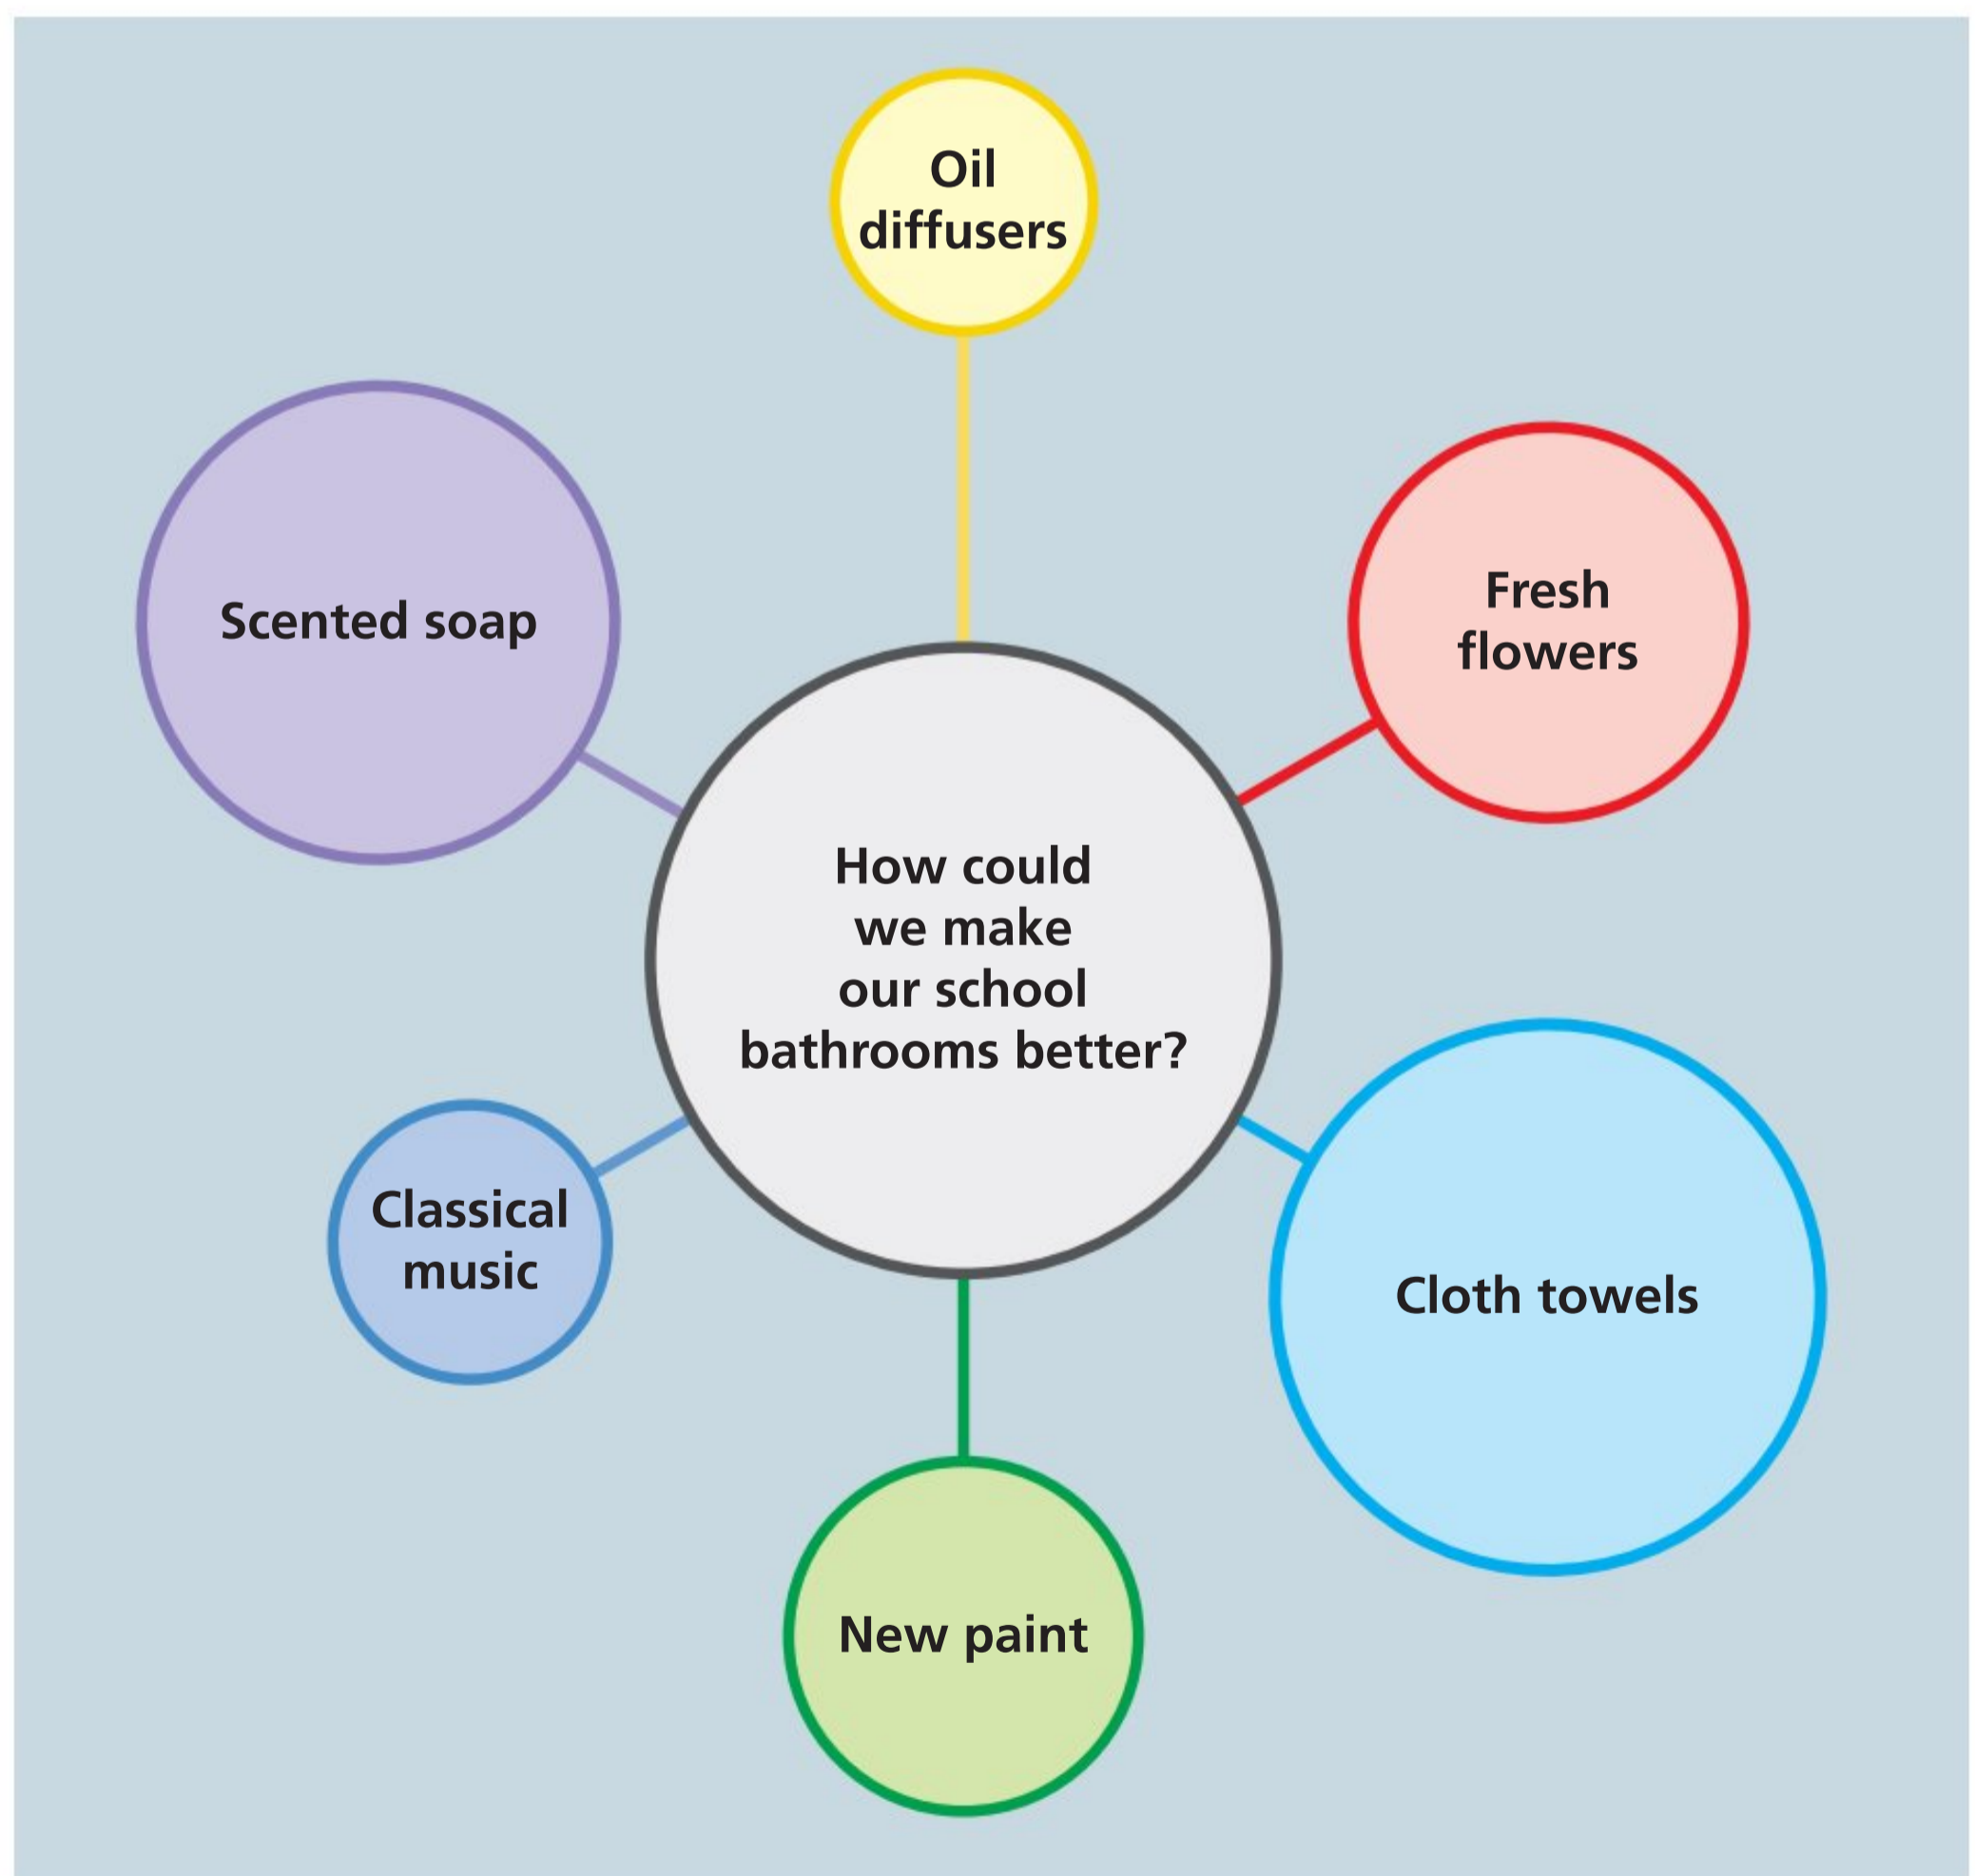 Oil
diffusers
Fresh
flowers
Scented soap
How could
we make
our school
bathrooms better?
Classical
music
Cloth towels
New paint